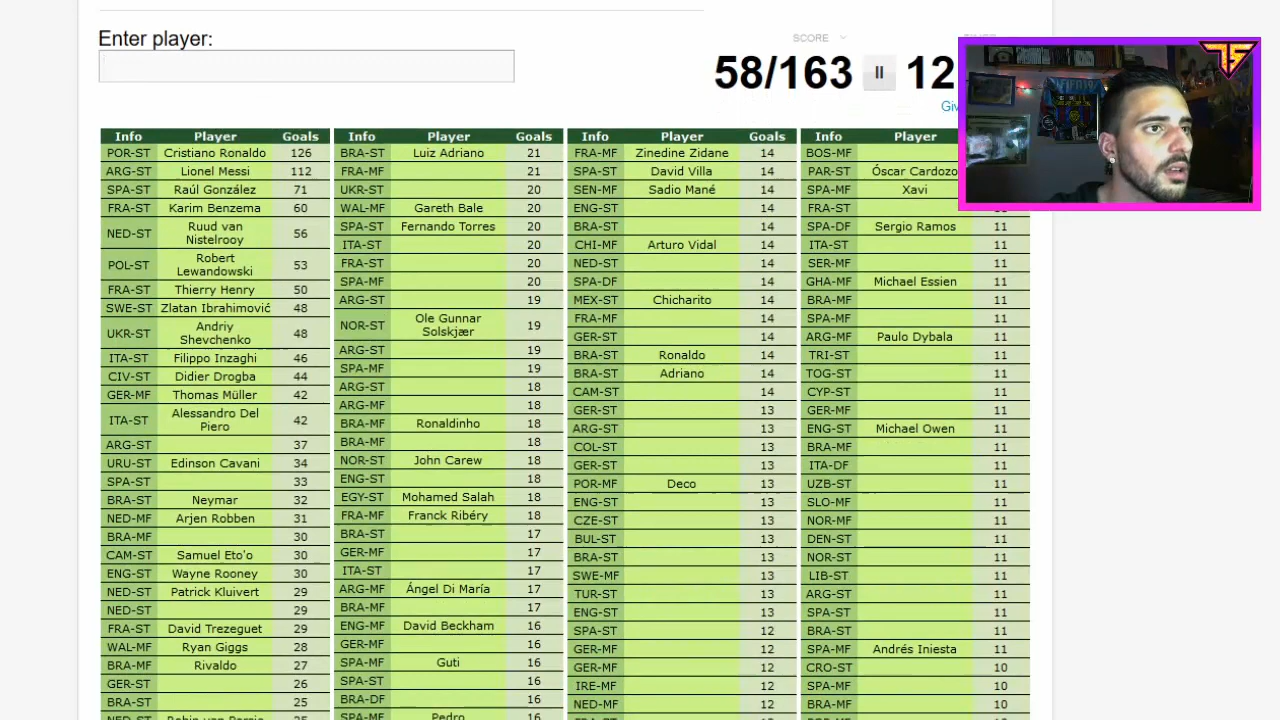 Enter player:
SCORE
58/163 12
Giv
Info Player Goals
POR-ST Cristiano Ronaldo 126
ARG-ST Lionel Messi 112
SPA-ST Raúl González 71
FRA-ST Karim Benzema 60
NED-ST Ruud van Nistelrooy 56
POL-ST Robert Lewandowski 53
FRA-ST Thierry Henry 50
SWE-ST Zlatan Ibrahimović 48
UKR-ST Andriy Shevchenko 48
ITA-ST Filippo Inzaghi 46
CIV-ST Didier Drogba 44
GER-MF Thomas Müller 42
ITA-ST Alessandro Del Piero 42
ARG-ST 37
URU-ST Edinson Cavani 34
SPA-ST 33
BRA-ST Neymar 32
NED-MF Arjen Robben 31
BRA-MF 30
CAM-ST Samuel Eto'o 30
ENG-ST Wayne Rooney 30
NED-ST Patrick Kluivert 29
NED-ST 29
FRA-ST David Trezeguet 29
WAL-MF Ryan Giggs 28
BRA-MF Rivaldo 27
GER-ST 26
BRA-ST 25
NED-ST Robin van Persie 25
Info Player Goals
BRA-ST Luiz Adriano 21
FRA-MF 21
UKR-ST 20
WAL-MF Gareth Bale 20
SPA-ST Fernando Torres 20
ITA-ST 20
FRA-ST 20
SPA-MF 20
ARG-ST 19
NOR-ST Ole Gunnar Solskjær 19
ARG-ST 19
SPA-MF 19
ARG-ST 18
ARG-MF 18
BRA-MF Ronaldinho 18
BRA-MF 18
NOR-ST John Carew 18
ENG-ST 18
EGY-ST Mohamed Salah 18
FRA-MF Franck Ribéry 18
BRA-ST 17
GER-MF 17
ITA-ST 17
ARG-MF Ángel Di María 17
BRA-MF 17
ENG-MF David Beckham 16
GER-MF 16
SPA-MF Guti 16
SPA-ST 16
BRA-DF 16
SPA-MF Pedro 16
Info Player Goals
FRA-MF Zinedine Zidane 14
SPA-ST David Villa 14
SEN-MF Sadio Mané 14
ENG-ST 14
BRA-ST 14
CHI-MF Arturo Vidal 14
NED-ST 14
SPA-DF 14
MEX-ST Chicharito 14
FRA-MF 14
GER-ST 14
BRA-ST Ronaldo 14
BRA-ST Adriano 14
CAM-ST 14
GER-ST 13
ARG-ST 13
COL-ST 13
GER-ST 13
POR-MF Deco 13
ENG-ST 13
CZE-ST 13
BUL-ST 13
BRA-ST 13
SWE-MF 13
TUR-ST 13
ENG-ST 13
SPA-ST 12
GER-MF 12
GER-MF 12
IRE-MF 12
NED-MF 12
Info Player
BOS-MF
PAR-ST Óscar Cardozo
SPA-MF Xavi
FRA-ST
SPA-DF Sergio Ramos 11
ITA-ST 11
SER-MF 11
GHA-MF Michael Essien 11
BRA-MF 11
SPA-MF 11
ARG-MF Paulo Dybala 11
TRI-ST 11
TOG-ST 11
CYP-ST 11
GER-MF 11
ENG-ST Michael Owen 11
BRA-MF 11
ITA-DF 11
UZB-ST 11
SLO-MF 11
NOR-MF 11
DEN-ST 11
NOR-ST 11
LIB-ST 11
ARG-ST 11
SPA-ST 11
BRA-ST 11
SPA-MF Andrés Iniesta 11
CRO-ST 10
SPA-MF 10
BRA-MF 10